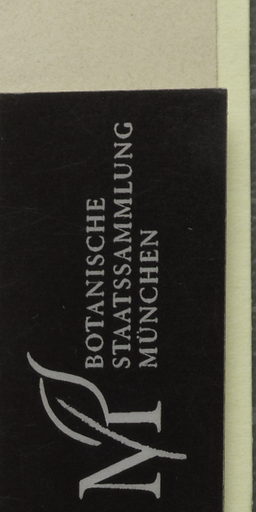 BOTANISCHE
STAATSSAMMLUNG
MÜNCHEN
M